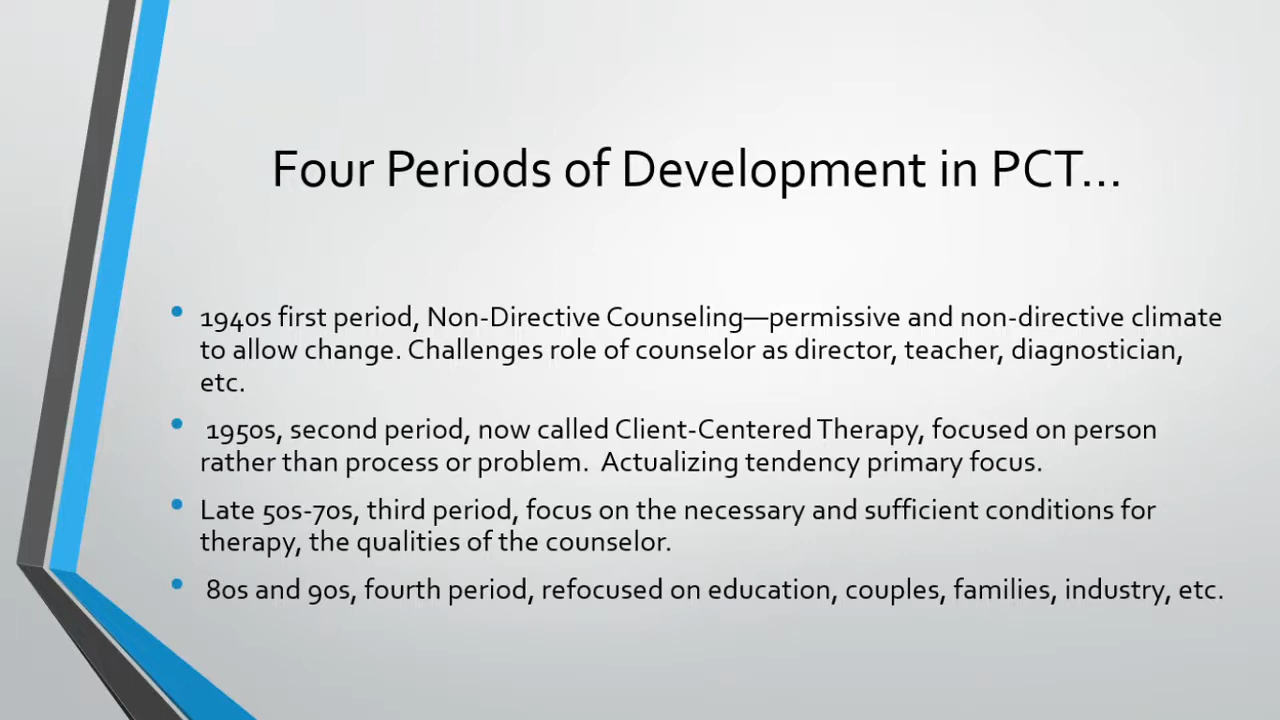 Four Periods of Development in PCT...
• 1940s first period, Non-Directive Counseling—permissive and non-directive climate
to allow change. Challenges role of counselor as director, teacher, diagnostician,
etc.
• 1950s, second period, now called Client-Centered Therapy, focused on person
rather than process or problem.  Actualizing tendency primary focus.
• Late 50s-70s, third period, focus on the necessary and sufficient conditions for
therapy, the qualities of the counselor.
• 80s and 90s, fourth period, refocused on education, couples, families, industry, etc.